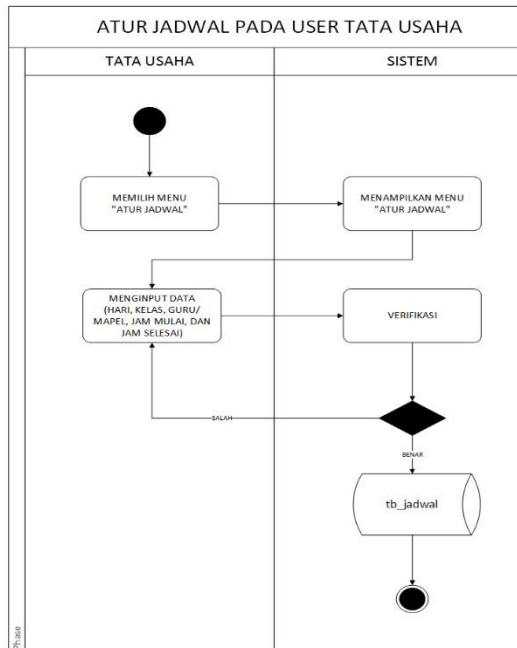 ATUR JADWAL PADA USER TATA USAHA
TATA USAHA
SISTEM
MEMILIH MENU
"ATUR JADWAL"
MENAMPILKAN MENU
"ATUR JADWAL"
MENGINPUT DATA
(HARI, KELAS, GURU/
MAPEL, JAM MULAI, DAN
JAM SELESAI)
VERIFIKASI
SALAH
BENAR
tb_jadwal
Phase